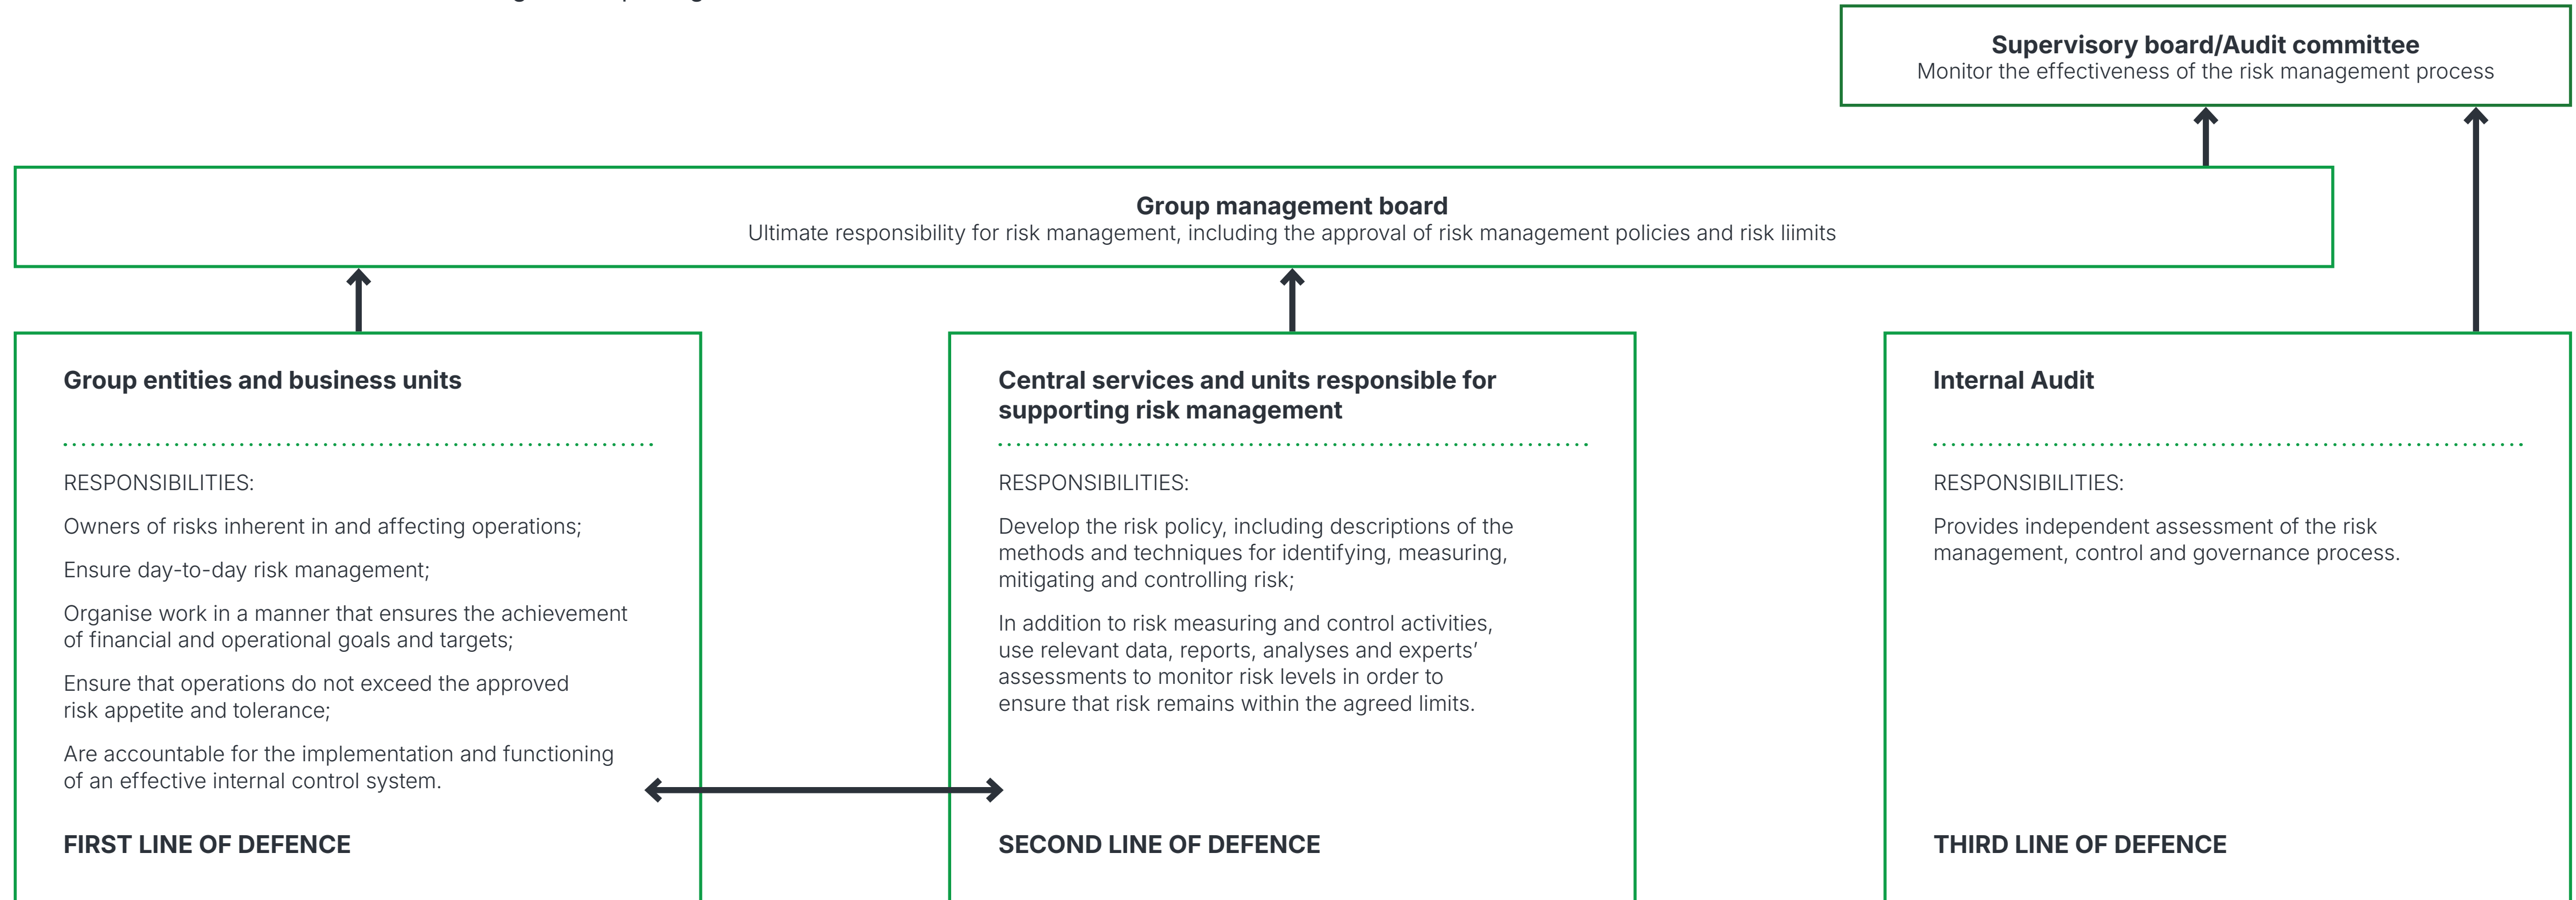 Supervisory board/Audit committee
Monitor the effectiveness of the risk management process
Group management board
Ultimate responsibility for risk management, including the approval of risk management policies and risk liimits
Group entities and business units
RESPONSIBILITIES:
Owners of risks inherent in and affecting operations;
Ensure day-to-day risk management;
Organise work in a manner that ensures the achievement
of financial and operational goals and targets;
Ensure that operations do not exceed the approved
risk appetite and tolerance;
Are accountable for the implementation and functioning
of an effective internal control system.
FIRST LINE OF DEFENCE
Central services and units responsible for
supporting risk management
RESPONSIBILITIES:
Develop the risk policy, including descriptions of the
methods and techniques for identifying, measuring,
mitigating and controlling risk;
In addition to risk measuring and control activities,
use relevant data, reports, analyses and experts’
assessments to monitor risk levels in order to
ensure that risk remains within the agreed limits.
SECOND LINE OF DEFENCE
Internal Audit
RESPONSIBILITIES:
Provides independent assessment of the risk
management, control and governance process.
THIRD LINE OF DEFENCE